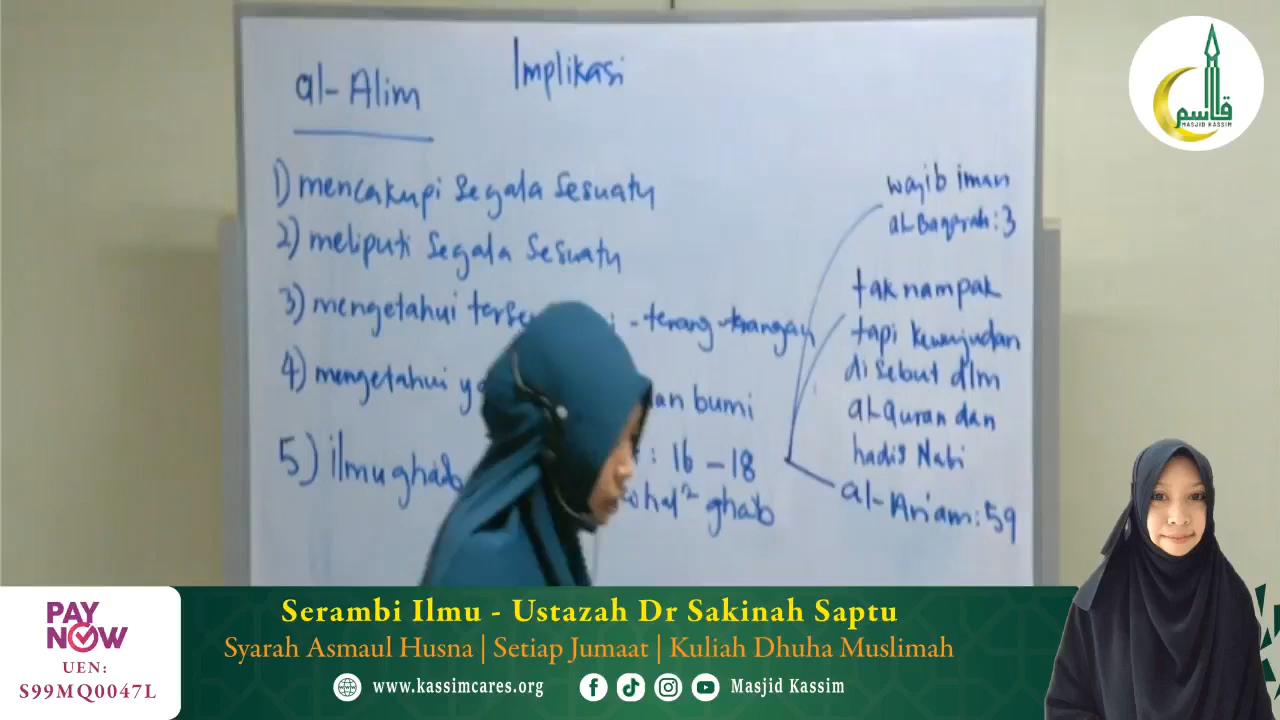 al-Alim
Implikasi
1) mencakupi segala sesuatu
2) meliputi segala sesuatu
3) mengetahui - terang-terangan
4) mengetahui bumi
5) ilmu ghaib : 16 - 18
ghaib
wajib iman
al-Baqarah: 3
tak nampak
tapi kewujudan
disebut dlm
al-Quran dan
hadis Nabi
al-An'am: 59
قاسم
MASJID KASSIM
PAY
NOW
UEN:
S99MQ0047L
Serambi Ilmu - Ustazah Dr Sakinah Saptu
Syarah Asmaul Husna | Setiap Jumaat | Kuliah Dhuha Muslimah
www.kassimcares.org
Masjid Kassim